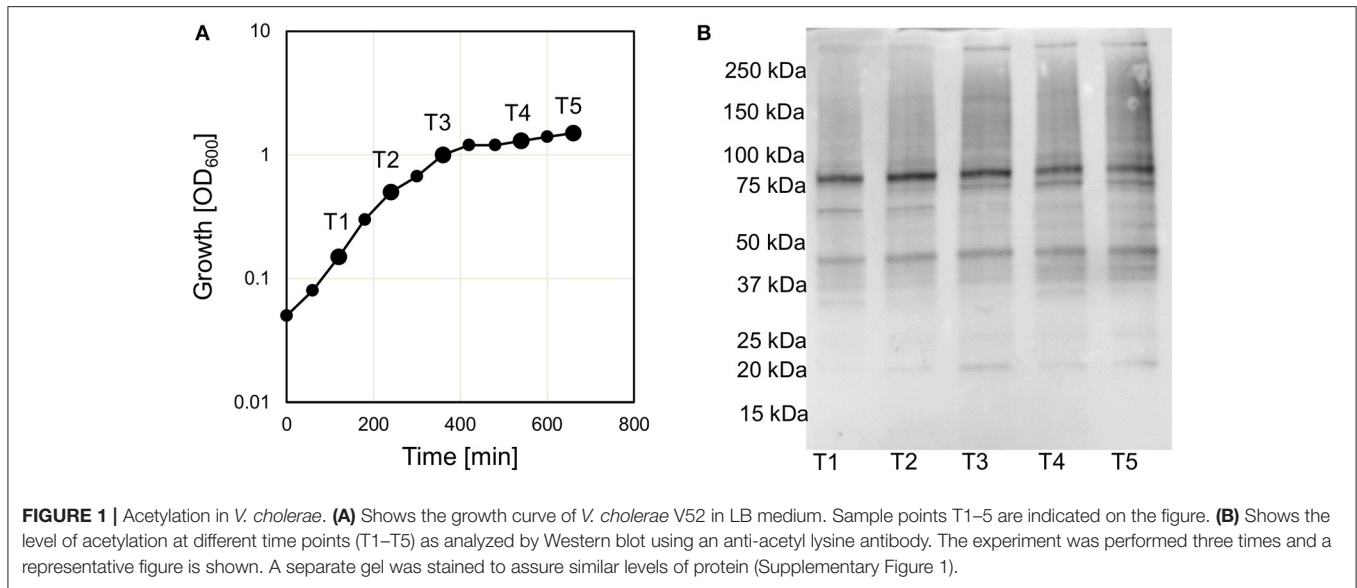 A
10
1
0.1
0.01
Growth [OD600]
T1
T2
T3
T4
T5
0
200
400
600
800
Time [min]
B
250 kDa
150 kDa
100 kDa
75 kDa
50 kDa
37 kDa
25 kDa
20 kDa
15 kDa
T1
T2
T3
T4
T5
FIGURE 1 | Acetylation in V. cholerae. (A) Shows the growth curve of V. cholerae V52 in LB medium. Sample points T1–5 are indicated on the figure. (B) Shows the
level of acetylation at different time points (T1–T5) as analyzed by Western blot using an anti-acetyl lysine antibody. The experiment was performed three times and a
representative figure is shown. A separate gel was stained to assure similar levels of protein (Supplementary Figure 1).